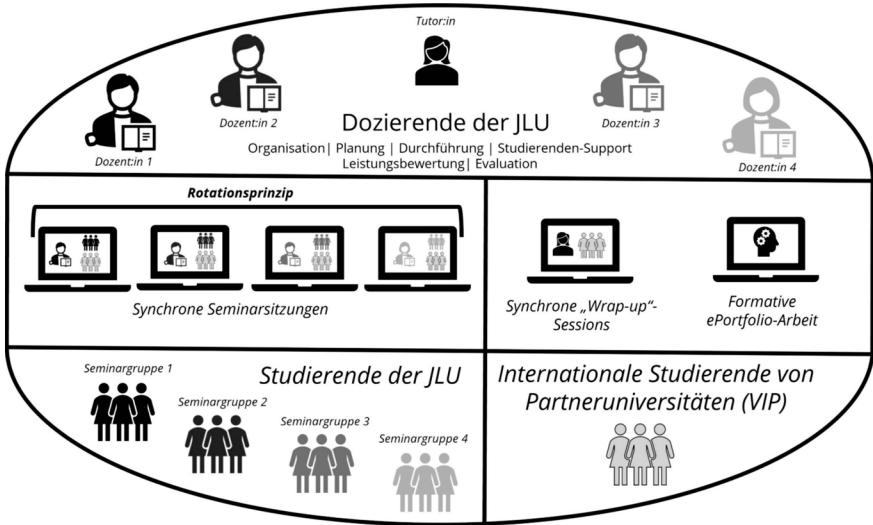 Tutor:in
Dozent:in 1
Dozent:in 2
Dozent:in 3
Dozent:in 4
Dozierende der JLU
Organisation| Planung | Durchführung | Studierenden-Support
Leistungsbewertung| Evaluation
Rotationsprinzip
Synchrone Seminarsitzungen
Synchrone „Wrap-up“-
Sessions
Formative
ePortfolio-Arbeit
Seminargruppe 1
Seminargruppe 2
Seminargruppe 3
Seminargruppe 4
Studierende der JLU
Internationale Studierende von
Partneruniversitäten (VIP)